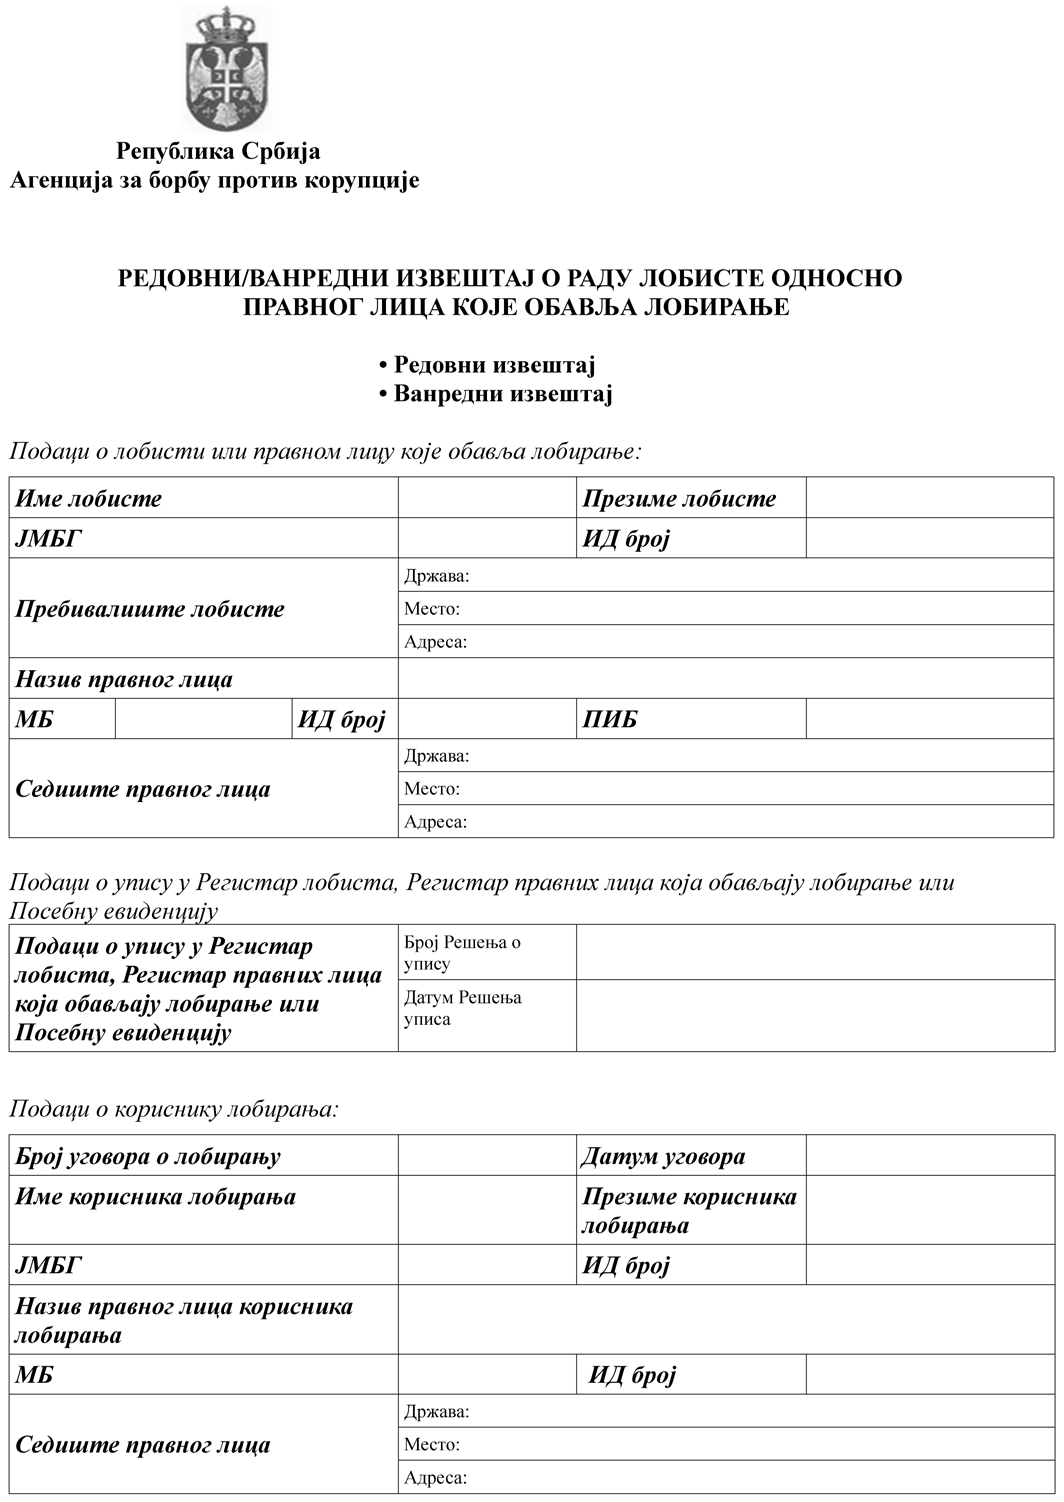 Република Србија
Агенција за борбу против корупције
РЕДОВНИ/ВАНРЕДНИ ИЗВЕШТАЈ О РАДУ ЛОБИСТЕ ОДНОСНО
ПРАВНОГ ЛИЦА КОЈЕ ОБАВЉА ЛОБИРАЊЕ
• Редовни извештај
• Ванредни извештај
Подаци о лобисти или правном лицу које обавља лобирање:
Име лобисте Презиме лобисте
ЈМБГ ИД број
Пребивалиште лобисте
Држава:
Место:
Адреса:
Назив правног лица
МБ ИД број ПИБ
Седиште правног лица
Држава:
Место:
Адреса:
Подаци о упису у Регистар лобиста, Регистар правних лица која обављају лобирање или
Посебну евиденцију
Подаци о упису у Регистар
лобиста, Регистар правних лица
која обављају лобирање или
Посебну евиденцију
Број Решења о
упису
Датум Решења
уписа
Подаци о кориснику лобирања:
Број уговора о лобирању Датум уговора
Име корисника лобирања Презиме корисника
лобирања
ЈМБГ ИД број
Назив правног лица корисника
лобирања
МБ ИД број
Седиште правног лица
Држава:
Место:
Адреса: